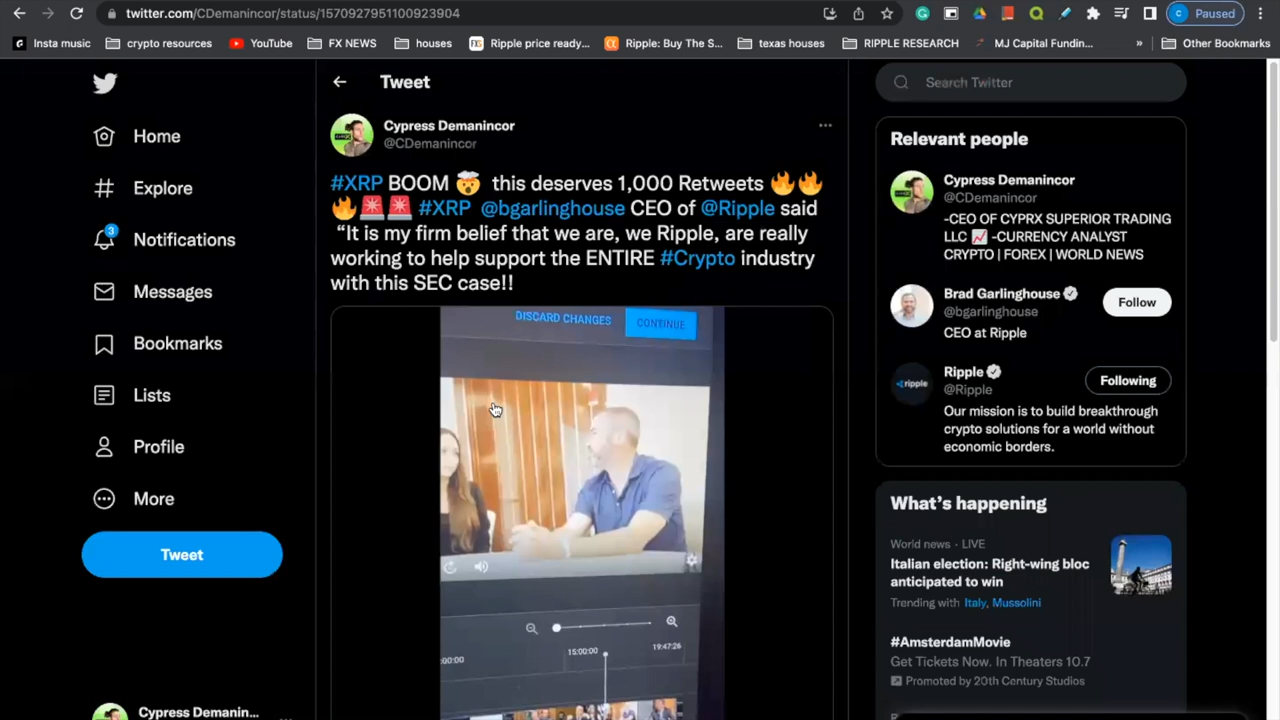 twitter.com/CDemanincor/status/1570927951100923904
Paused
Insta music
crypto resources
YouTube
FX NEWS
houses
Ripple price ready...
Ripple: Buy The S...
texas houses
RIPPLE RESEARCH
MJ Capital Fundin...
»
Other Bookmarks
Home
Explore
3
Notifications
Messages
Bookmarks
Lists
Profile
More
Tweet
Cypress Demanin...
Tweet
Cypress Demanincor
@CDemanincor
#XRP BOOM 🤯 this deserves 1,000 Retweets 🔥🔥
🔥🚨🚨 #XRP @bgarlinghouse CEO of @Ripple said
“It is my firm belief that we are, we Ripple, are really
working to help support the ENTIRE #Crypto industry
with this SEC case!!
DISCARD CHANGES
CONTINUE
:00:00
15:00:00
19:47:26
Search Twitter
Relevant people
Cypress Demanincor
@CDemanincor
-CEO OF CYPRX SUPERIOR TRADING
LLC 📈 -CURRENCY ANALYST
CRYPTO | FOREX | WORLD NEWS
Brad Garlinghouse
@bgarlinghouse
Follow
CEO at Ripple
ripple
Ripple
@Ripple
Following
Our mission is to build breakthrough
crypto solutions for a world without
economic borders.
What’s happening
World news · LIVE
Italian election: Right-wing bloc
anticipated to win
Trending with Italy, Mussolini
#AmsterdamMovie
Get Tickets Now. In Theaters 10.7
Promoted by 20th Century Studios